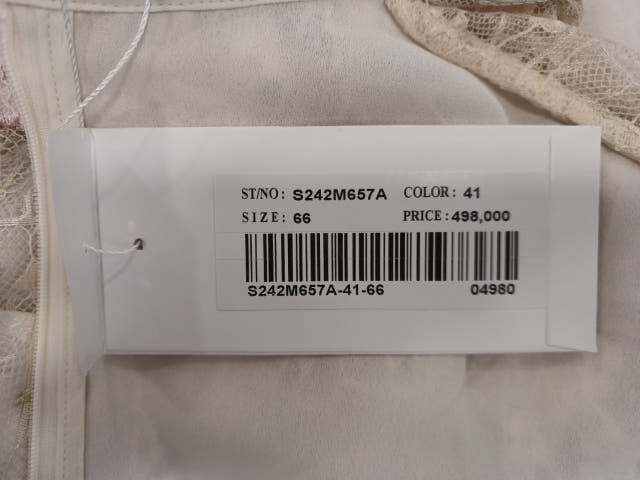 ST/NO: S242M657A COLOR: 41
SIZE: 66 PRICE: 498,000
S242M657A-41-66 04980